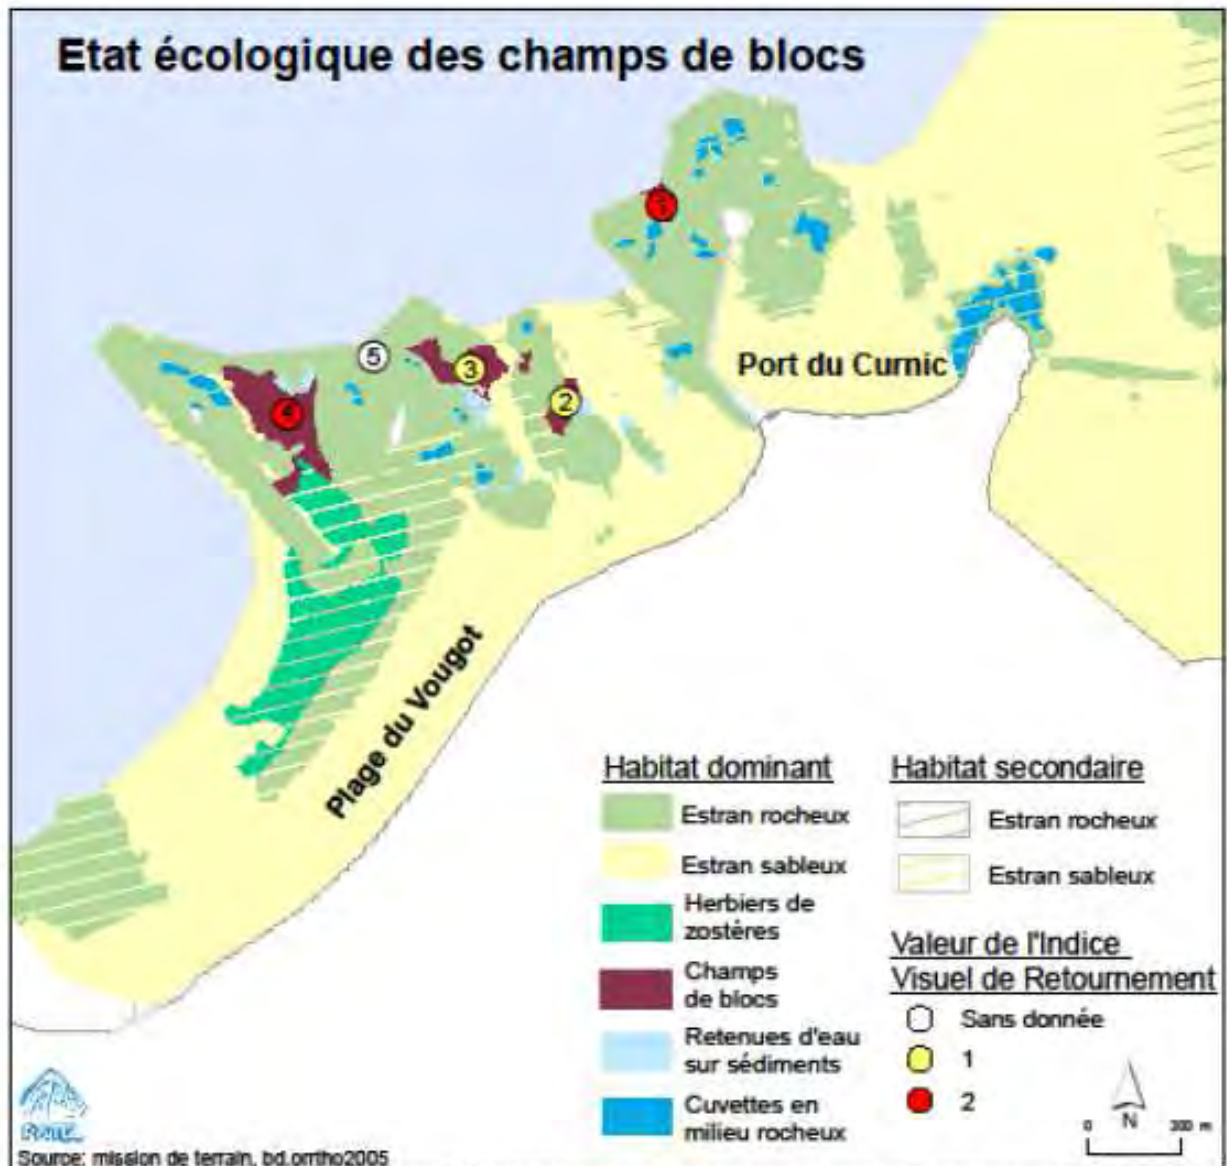 Etat écologique des champs de blocs
5
3
4
2
Port du Curnic
Plage du Vougot
Habitat dominant
Estran rocheux
Estran sableux
Herbiers de
zostères
Champs
de blocs
Retenues d'eau
sur sédiments
Cuvettes en
milieu rocheux
Habitat secondaire
Estran rocheux
Estran sableux
Valeur de l'Indice
Visuel de Retournement
Sans donnée
1
2
N
0 300 m
Source: mission de terrain, bd.orrtho2005